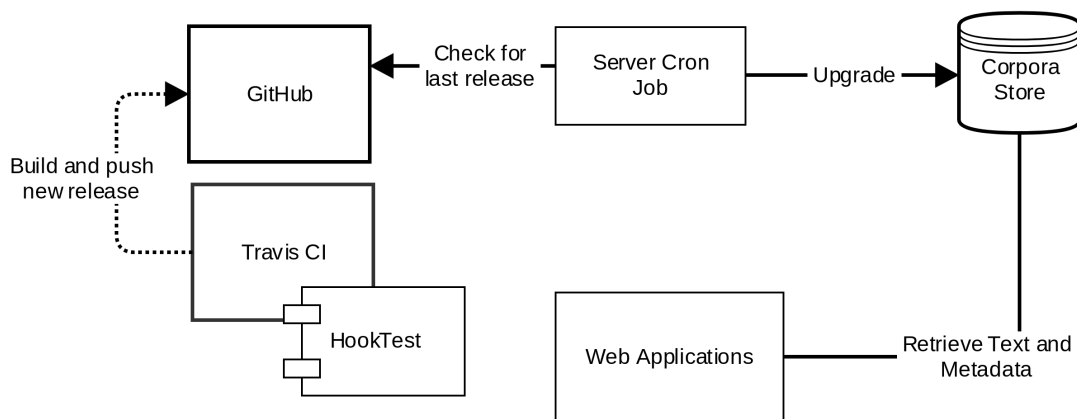 GitHub
Check for
last release
Server Cron
Job
Upgrade
Corpora
Store
Build and push
new release
Travis CI
HookTest
Web Applications
Retrieve Text and
Metadata